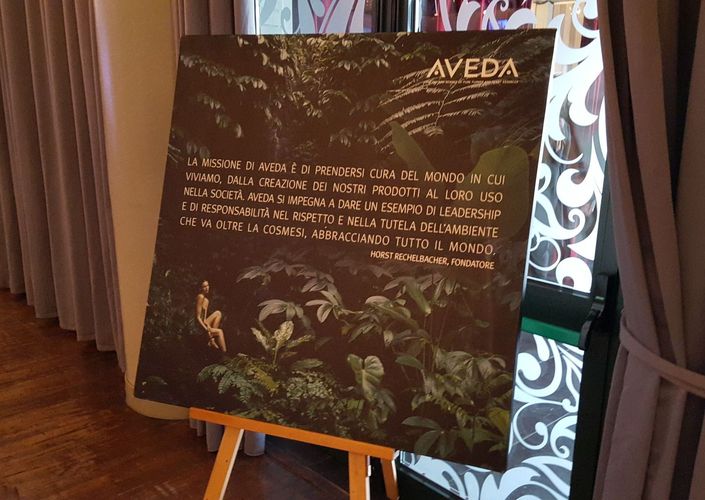 AVEDA
LA MISSIONE DI AVEDA È DI PRENDERSI CURA DEL MONDO IN CUI
VIVIAMO, DALLA CREAZIONE DEI NOSTRI PRODOTTI AL LORO USO
NELLA SOCIETÀ. AVEDA SI IMPEGNA A DARE UN ESEMPIO DI LEADERSHIP
E DI RESPONSABILITÀ NEL RISPETTO E NELLA TUTELA DELL'AMBIENTE
CHE VA OLTRE LA COSMESI, ABBRACCIANDO TUTTO IL MONDO.
HORST RECHELBACHER, FONDATORE